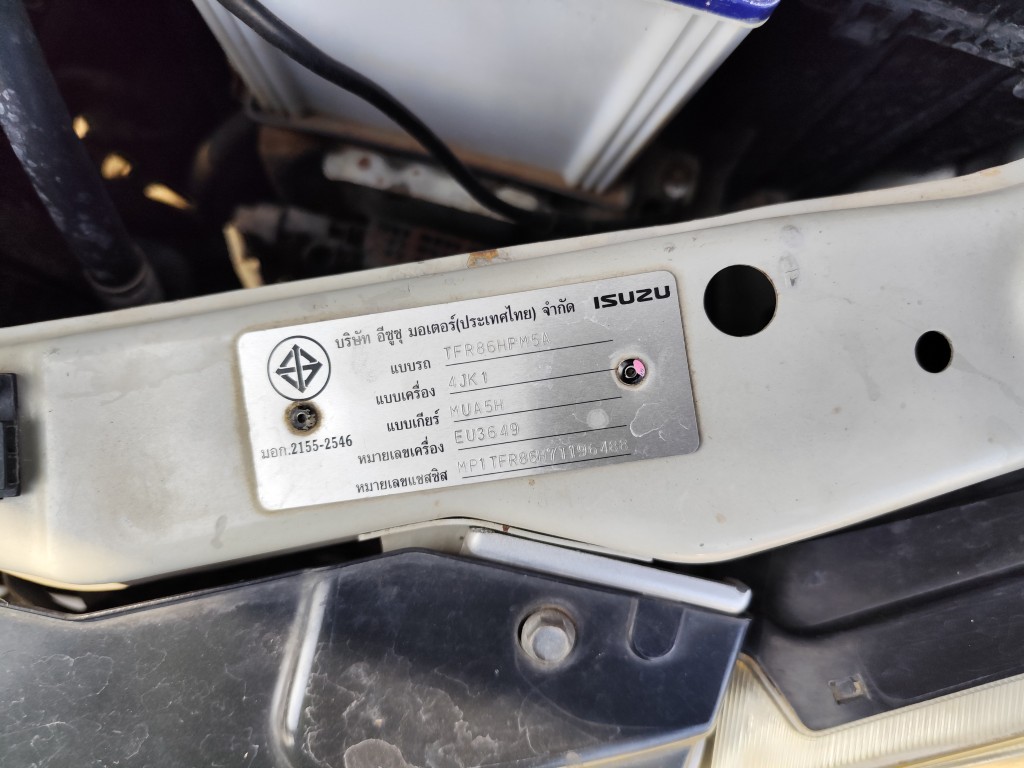 บริษัท อีซูซุ มอเตอร์(ประเทศไทย) จำกัด ISUZU
แบบรถ TFR86HPM5A
แบบเครื่อง 4JK1
แบบเกียร์ MUA5H
หมายเลขเครื่อง EU3649
มอก.2155-2546
หมายเลขแชสซิส MP1TFR86H71196488